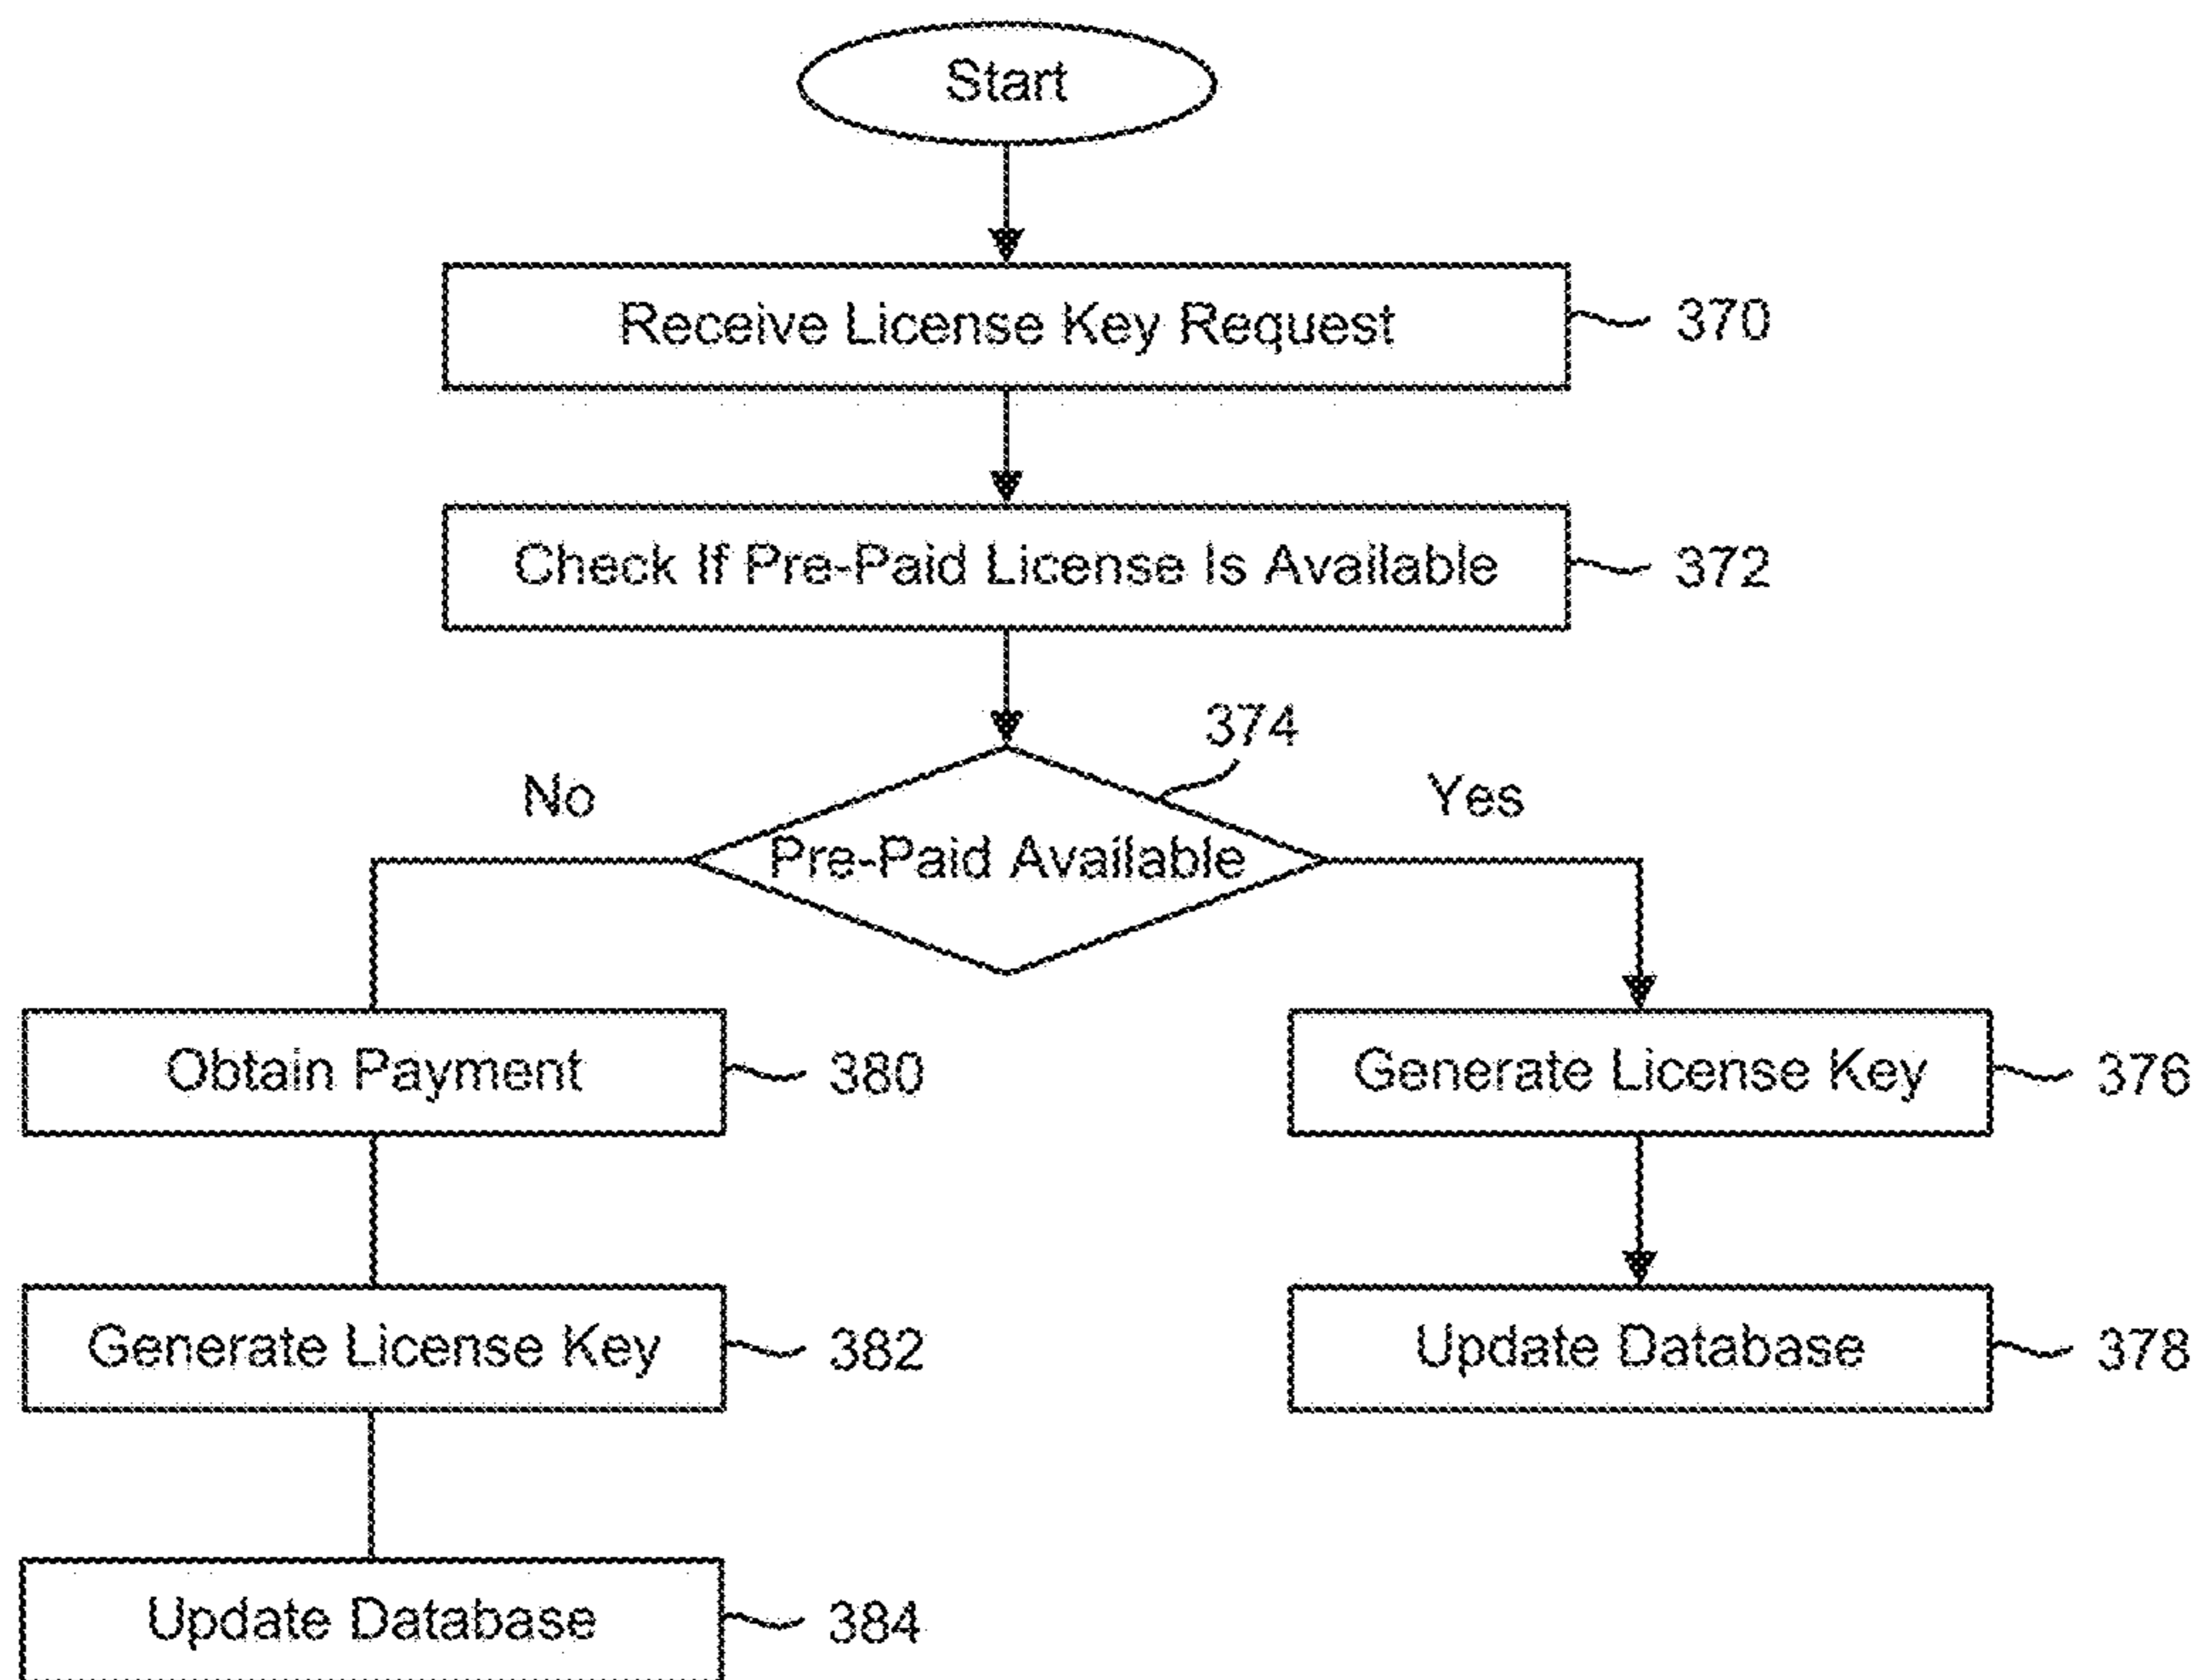 Start
Receive License Key Request
370
Check If Pre-Paid License Is Available
372
374
No
Yes
Pre-Paid Available
Obtain Payment
380
Generate License Key
376
Generate License Key
382
Update Database
378
Update Database
384